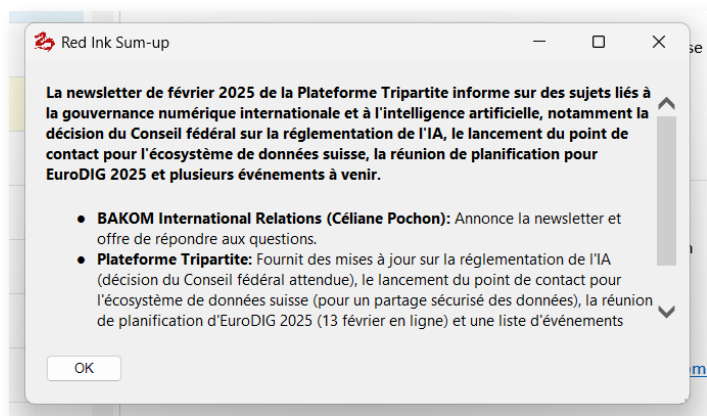 Red Ink Sum-up
se
La newsletter de février 2025 de la Plateforme Tripartite informe sur des sujets liés à
la gouvernance numérique internationale et à l'intelligence artificielle, notamment la
décision du Conseil fédéral sur la réglementation de l'IA, le lancement du point de
contact pour l'écosystème de données suisse, la réunion de planification pour
EuroDIG 2025 et plusieurs événements à venir.
● BAKOM International Relations (Céliane Pochon): Annonce la newsletter et
offre de répondre aux questions.
● Plateforme Tripartite: Fournit des mises à jour sur la réglementation de l'IA
(décision du Conseil fédéral attendue), le lancement du point de contact pour
l'écosystème de données suisse (pour un partage sécurisé des données), la réunion
de planification d'EuroDIG 2025 (13 février en ligne) et une liste d'événements
OK
om